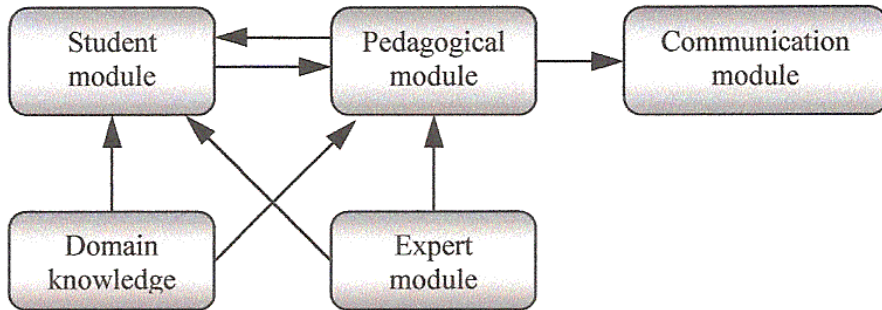 Student
module
Pedagogical
module
Communication
module
Domain
knowledge
Expert
module